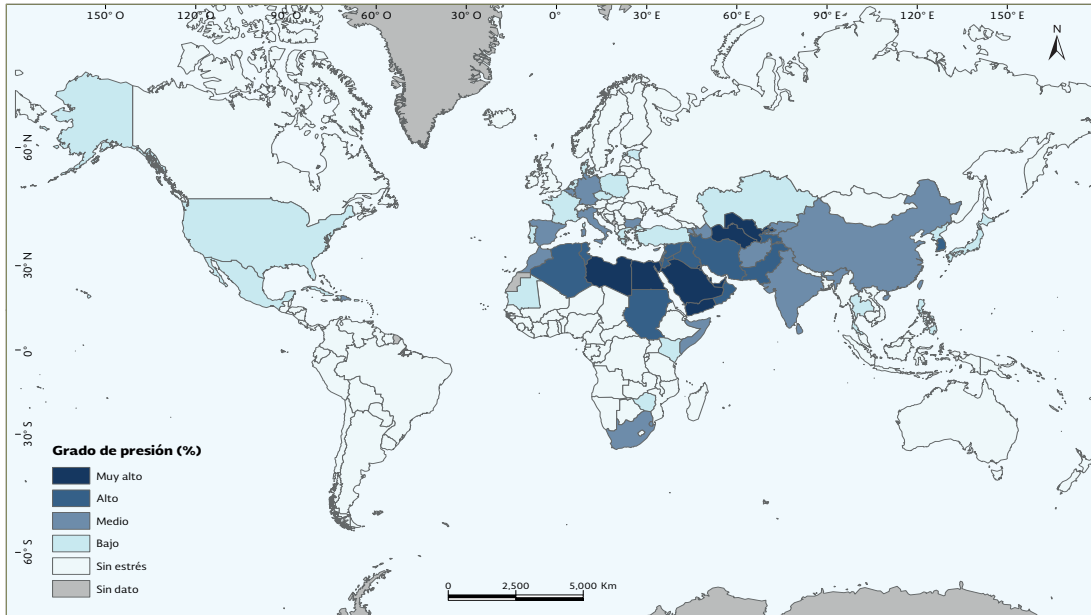 150°O 120°O 90°O 60°O 30°O 0° 30°E 60°E 90°E 120°E 150°E
N
60°N
30°N
0°
30°S
60°S
Grado de presión (%)
Muy alto
Alto
Medio
Bajo
Sin estrés
Sin dato
0 2,500 5,000 Km